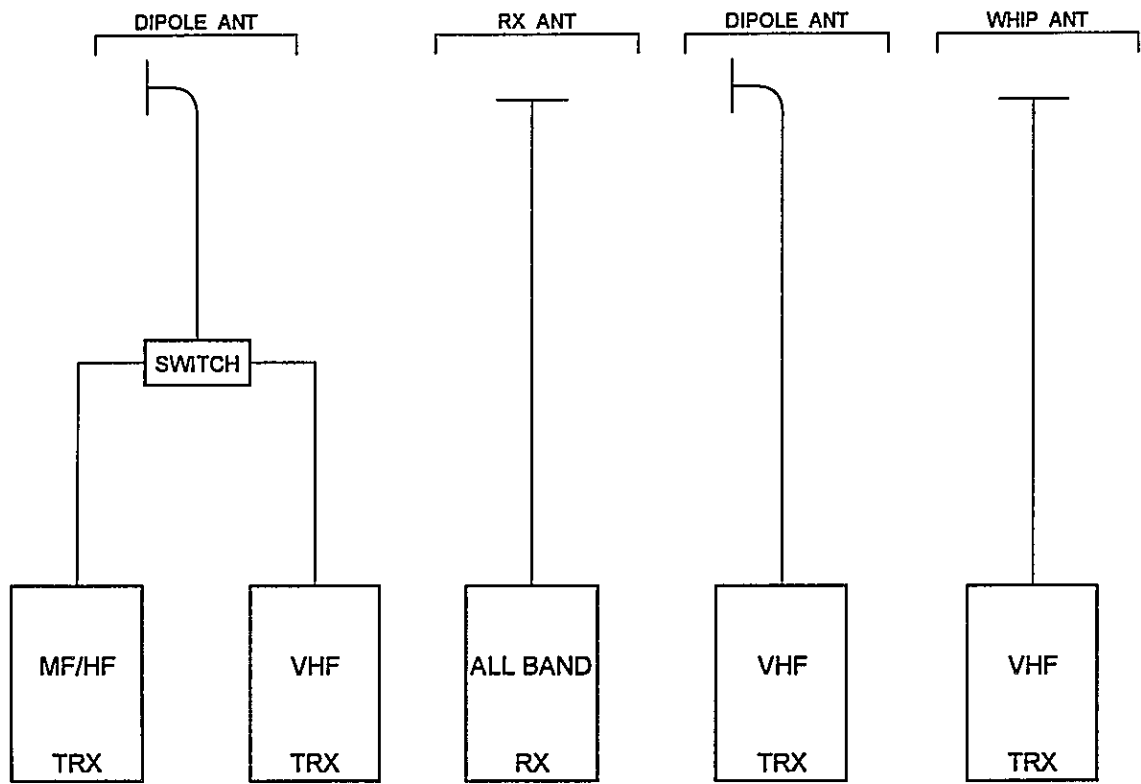 DIPOLE ANT
RX ANT
DIPOLE ANT
WHIP ANT
SWITCH
MF/HF
TRX
VHF
TRX
ALL BAND
RX
VHF
TRX
VHF
TRX